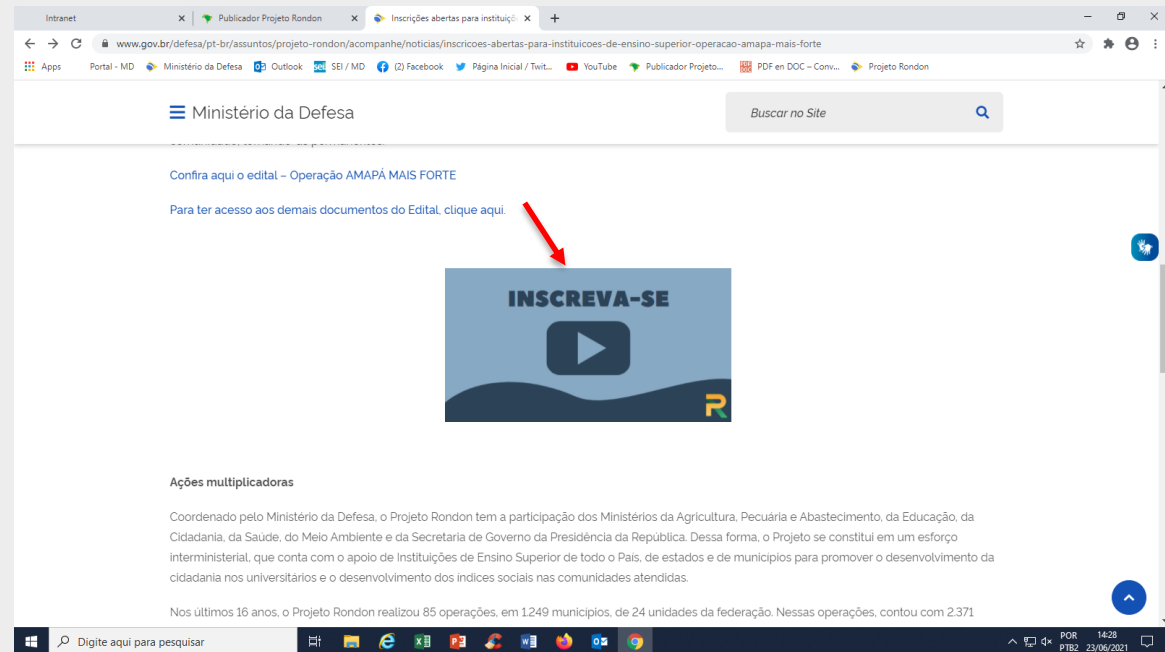 Intranet
Publicador Projeto Rondon
Inscrições abertas para instituiçõ
www.gov.br/defesa/pt-br/assuntos/projeto-rondon/acompanhe/noticias/inscricoes-abertas-para-instituicoes-de-ensino-superior-operacao-amapa-mais-forte
Apps Portal - MD Ministério da Defesa Outlook SEI / MD (2) Facebook Página Inicial / Twit... YouTube Publicador Projeto... PDF en DOC – Conv... Projeto Rondon
Ministério da Defesa
Buscar no Site
Confira aqui o edital – Operação AMAPÁ MAIS FORTE
Para ter acesso aos demais documentos do Edital, clique aqui.
INSCREVA-SE
R
Ações multiplicadoras
Coordenado pelo Ministério da Defesa, o Projeto Rondon tem a participação dos Ministérios da Agricultura, Pecuária e Abastecimento, da Educação, da
Cidadania, da Saúde, do Meio Ambiente e da Secretaria de Governo da Presidência da República. Dessa forma, o Projeto se constitui em um esforço
interministerial, que conta com o apoio de Instituições de Ensino Superior de todo o País, de estados e de municípios para promover o desenvolvimento da
cidadania nos universitários e o desenvolvimento dos índices sociais nas comunidades atendidas.
Nos últimos 16 anos, o Projeto Rondon realizou 85 operações, em 1.249 municípios, de 24 unidades da federação. Nessas operações, contou com 2.371
Digite aqui para pesquisar
POR 14:28
PTB2 23/06/2021